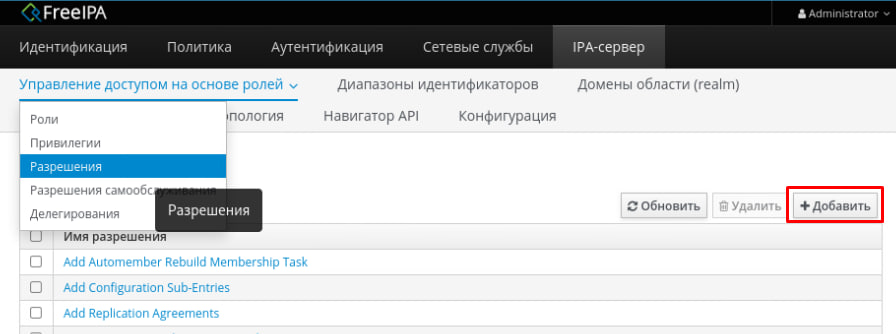 FreeIPA Administrator
Идентификация Политика Аутентификация Сетевые службы IPA-сервер
Управление доступом на основе ролей Диапазоны идентификаторов Домены области (realm)
Роли
Навигатор API Конфигурация
Привилегии
Разрешения
Разрешения самообслуживания
Разрешения
Делегирования
Обновить Удалить Добавить
Имя разрешения
Add Automember Rebuild Membership Task
Add Configuration Sub-Entries
Add Replication Agreements